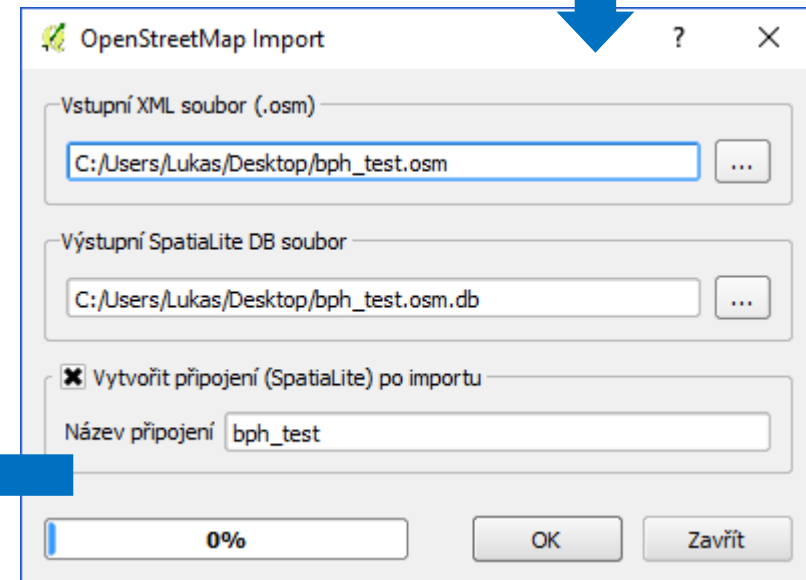 OpenStreetMap Import
Vstupní XML soubor (.osm)
C:/Users/Lukas/Desktop/bph_test.osm
...
Výstupní SpatiaLite DB soubor
C:/Users/Lukas/Desktop/bph_test.osm.db
...
Vytvořit připojení (SpatiaLite) po importu
Název připojení bph_test
0% OK Zavřít